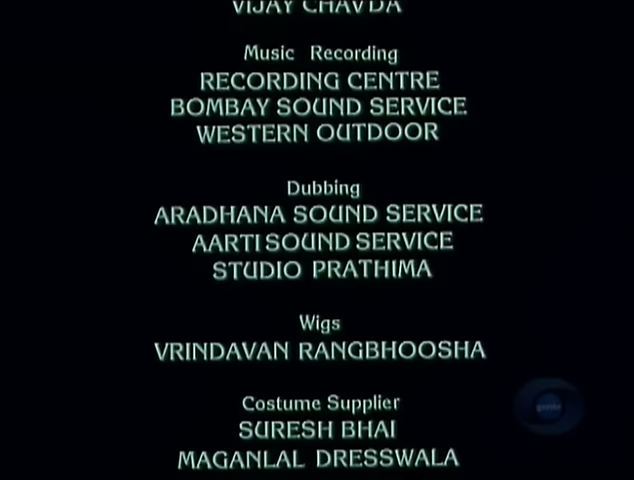 VIJAY CHAVDA
Music Recording
RECORDING CENTRE
BOMBAY SOUND SERVICE
WESTERN OUTDOOR
Dubbing
ARADHANA SOUND SERVICE
AARTI SOUND SERVICE
STUDIO PRATHIMA
Wigs
VRINDAVAN RANGBHOOSHA
Costume Supplier
SURESH BHAI
MAGANLAL DRESSWALA